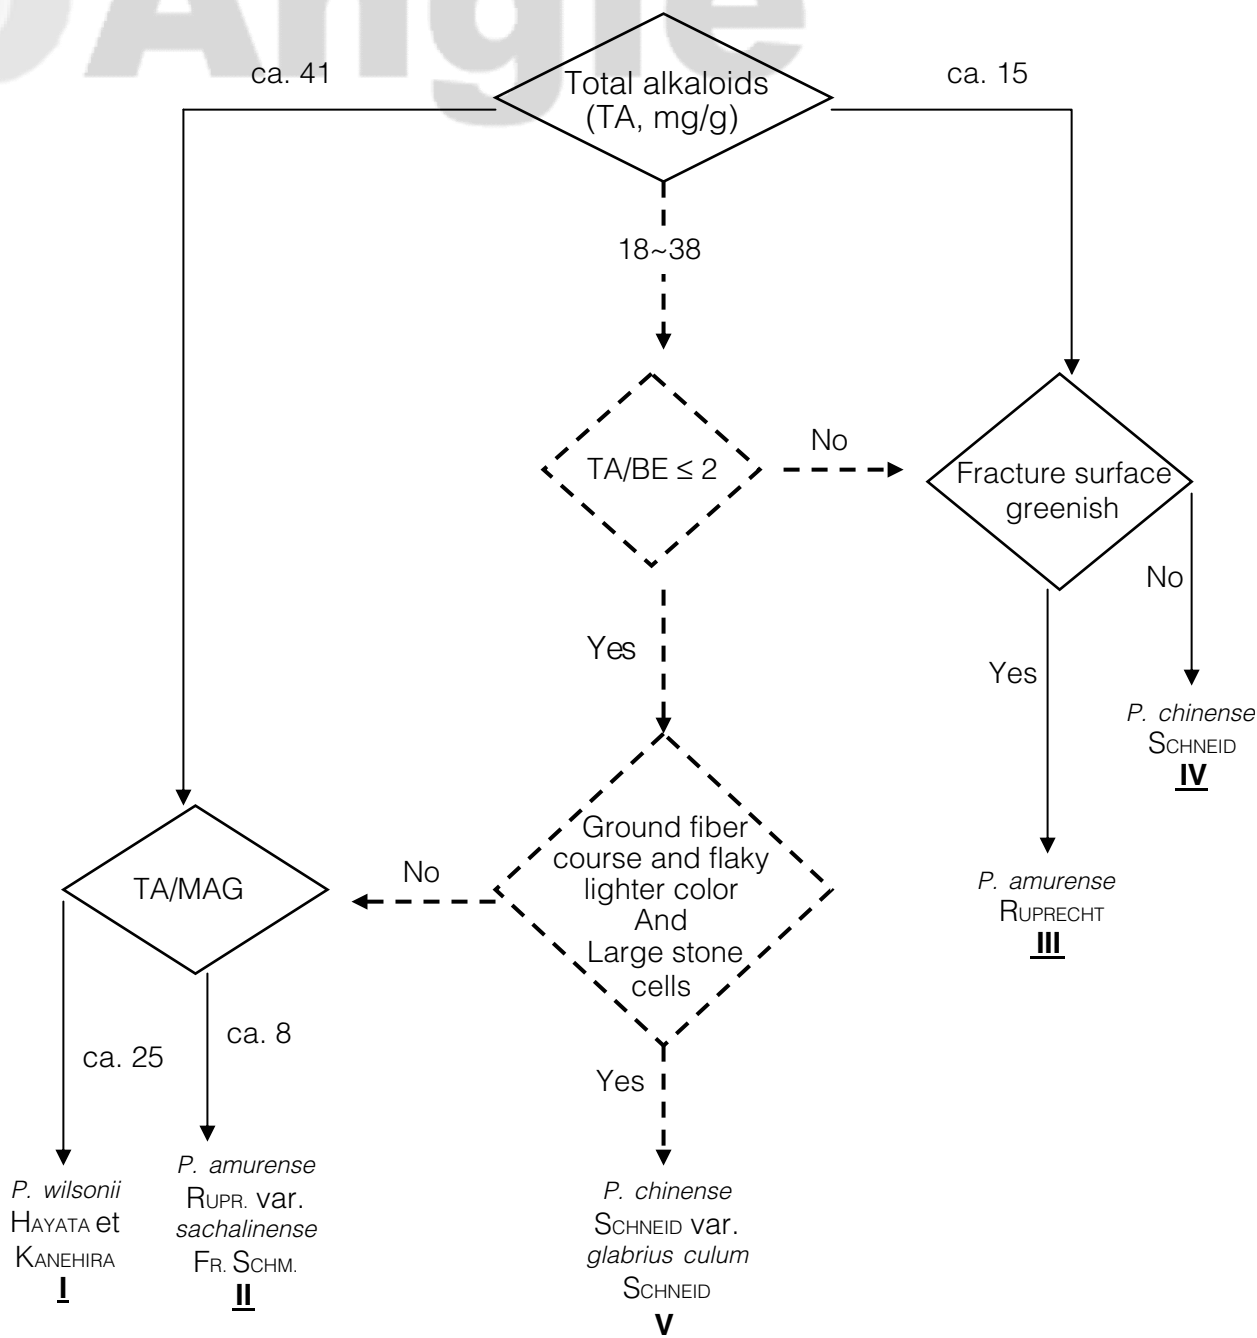 Angle
ca. 41
Total alkaloids
(TA, mg/g)
ca. 15
18~38
TA/BE ≤ 2
No
Fracture surface
greenish
No
Yes
Yes
P. chinense
SCHNEID
IV
Ground fiber
course and flaky
lighter color
And
Large stone
cells
No
TA/MAG
P. amurense
RUPRECHT
III
ca. 8
ca. 25
Yes
P. wilsonii
HAYATA et
KANEHIRA
I
P. amurense
RUPR. var.
sachalinense
FR. SCHM.
II
P. chinense
SCHNEID var.
glabrius culum
SCHNEID
V